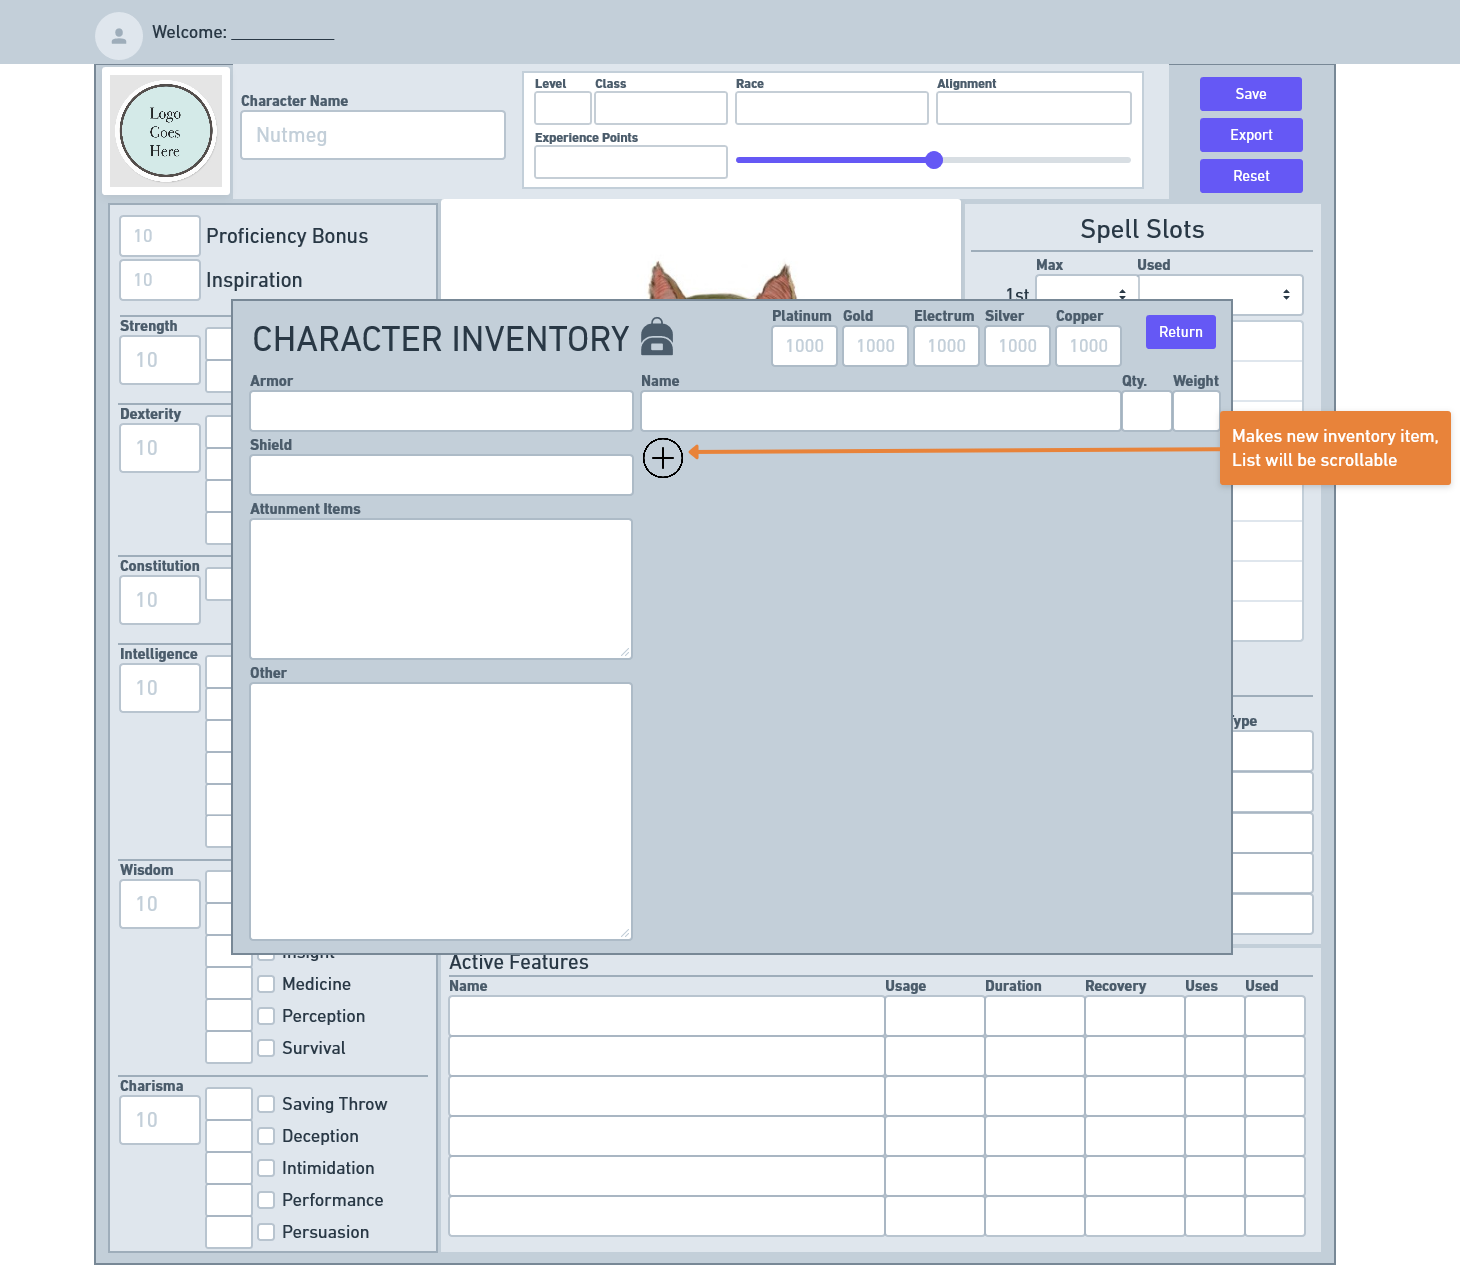 Welcome: ___________
Logo
Goes
Here
Character Name
Nutmeg
Level Class Race Alignment
Experience Points
Save
Export
Reset
10 Proficiency Bonus
10 Inspiration
Spell Slots
Max Used
1st
Strength
10
Dexterity
10
Constitution
10
Intelligence
10
Wisdom
10
CHARACTER INVENTORY
Platinum Gold Electrum Silver Copper
1000 1000 1000 1000 1000
Return
Armor
Name Qty. Weight
Shield
Attunment Items
Other
Makes new inventory item,
List will be scrollable
Type
Insight
Medicine
Perception
Survival
Charisma
10
Saving Throw
Deception
Intimidation
Performance
Persuasion
Active Features
Name Usage Duration Recovery Uses Used